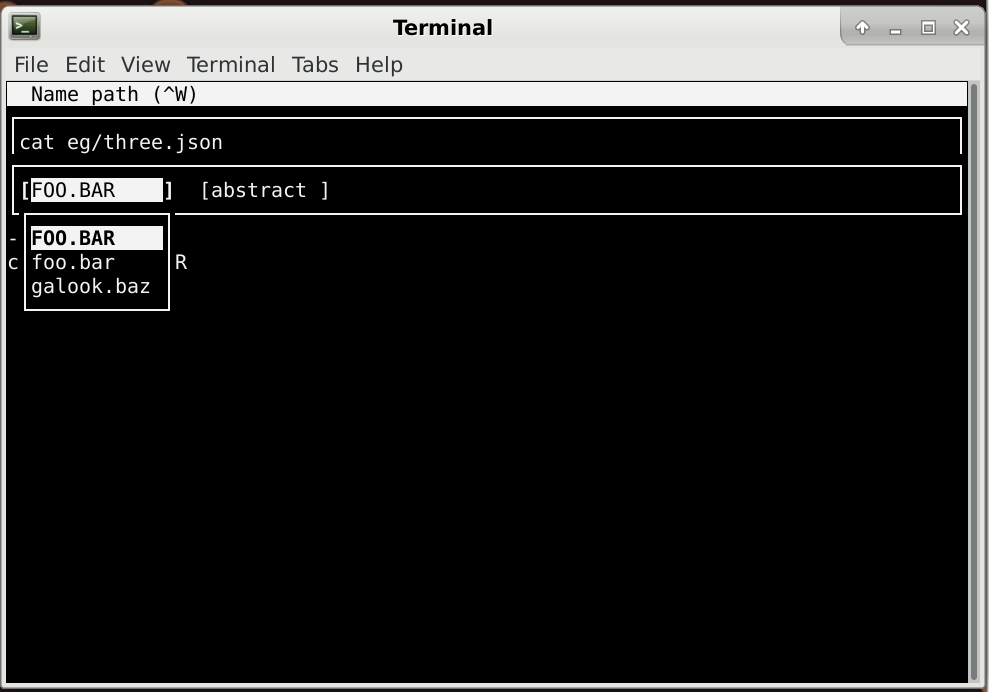 Terminal
File Edit View Terminal Tabs Help
Name path (^W)
cat eg/three.json
[FOO.BAR ] [abstract ]
- FOO.BAR
c foo.bar R
galook.baz